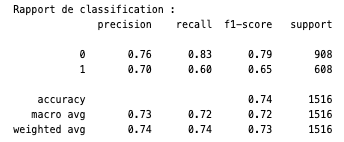 Rapport de classification :
precision recall f1-score support
0 0.76 0.83 0.79 908
1 0.70 0.60 0.65 608
accuracy 0.74 1516
macro avg 0.73 0.72 0.72 1516
weighted avg 0.74 0.74 0.73 1516